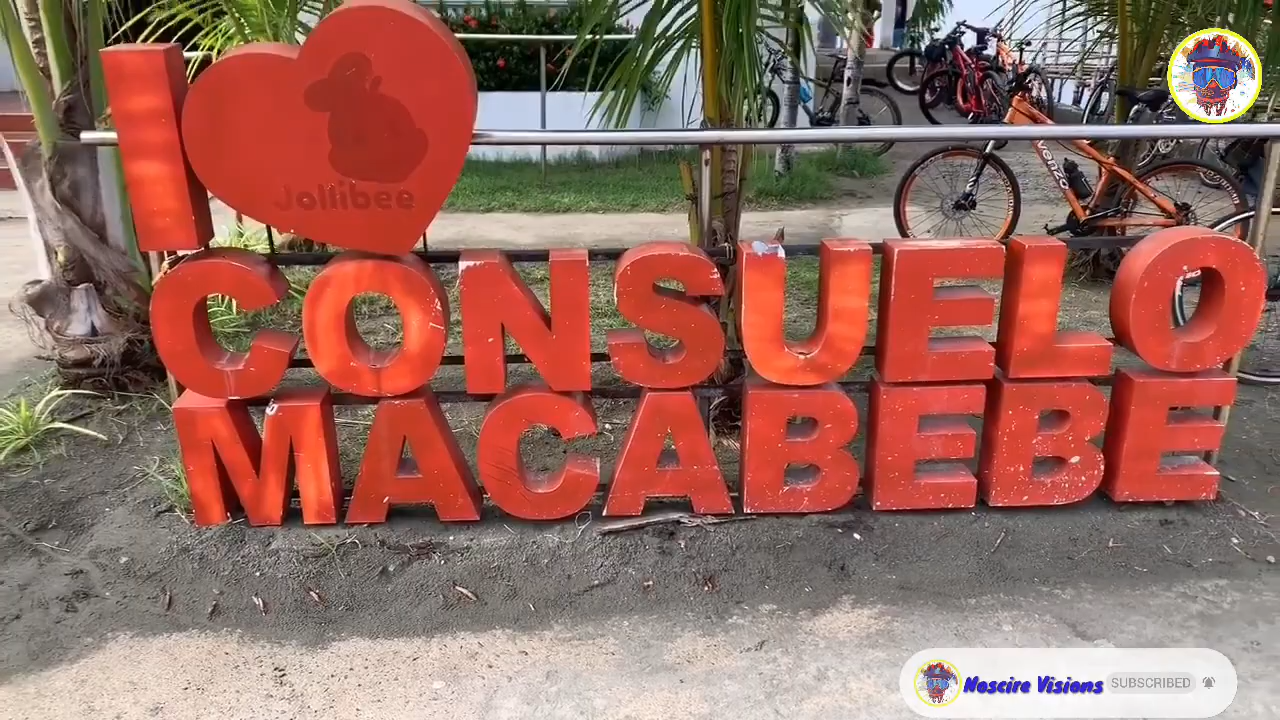 I
Jollibee
CONSUELO
MACABEBE
venzo
Noscire Visions SUBSCRIBED